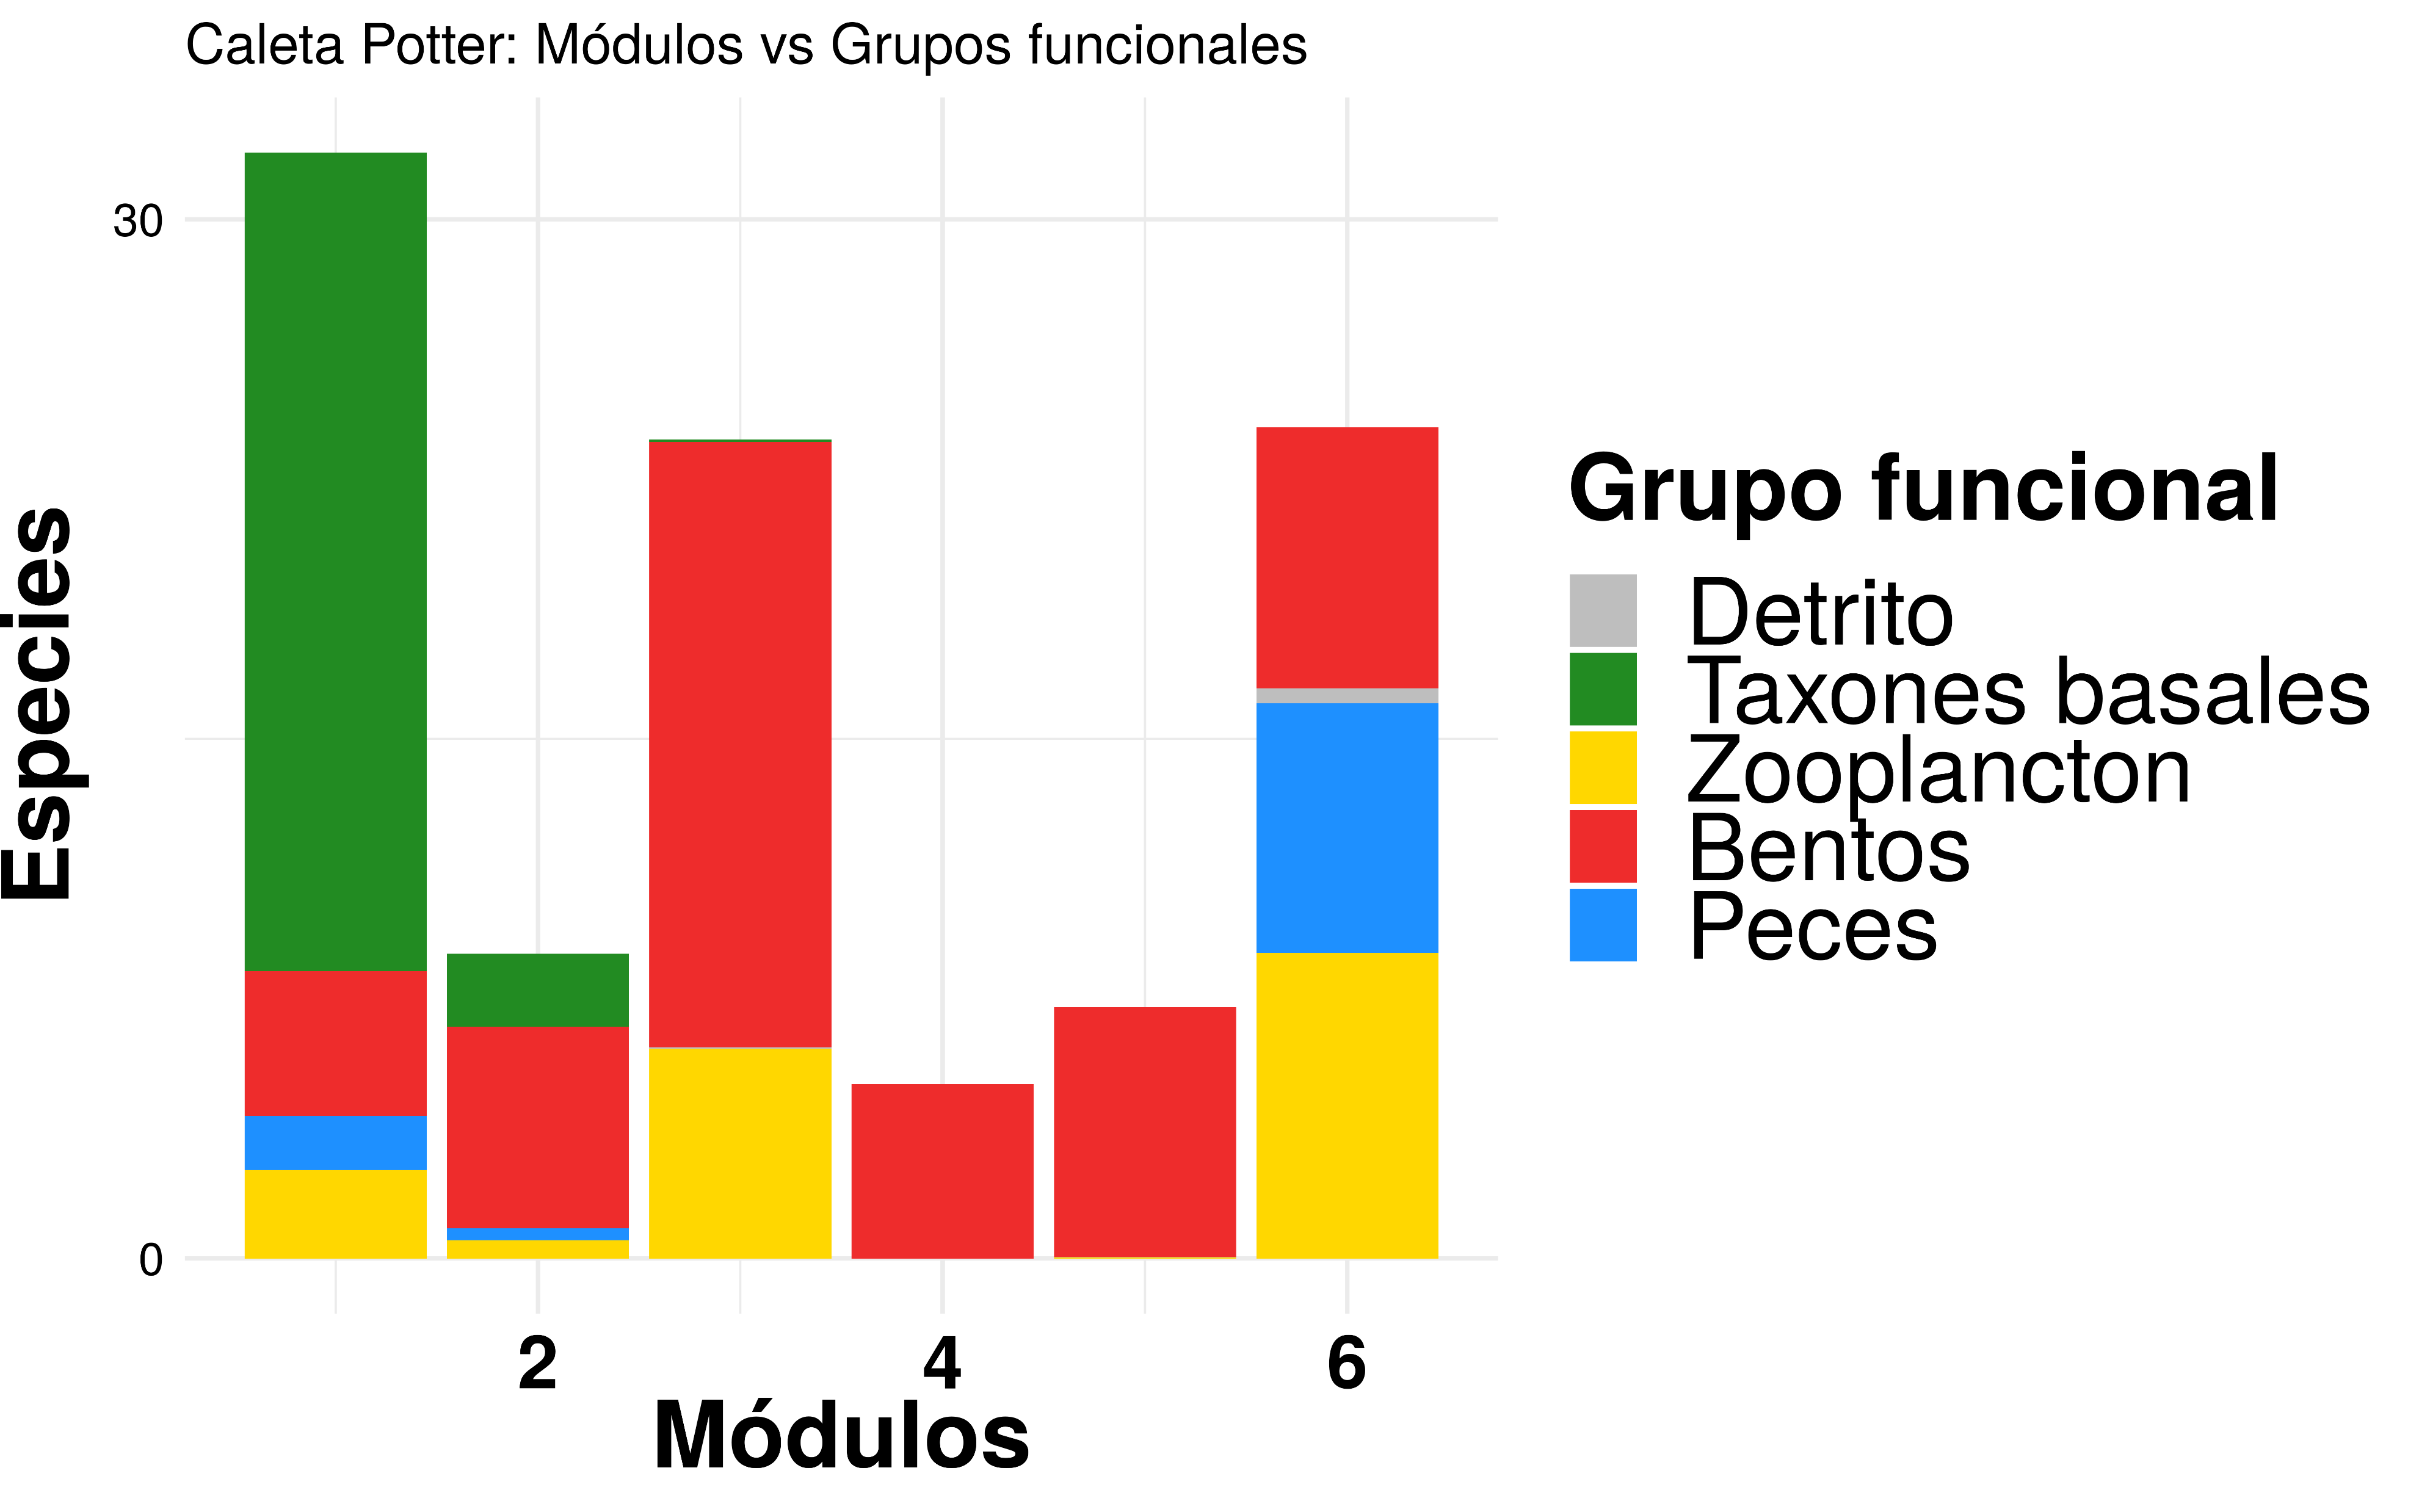 Caleta Potter: Módulos vs Grupos funcionales
30
0
Especies
2
4
6
Módulos
Grupo funcional
Detrito
Taxones basales
Zooplancton
Bentos
Peces